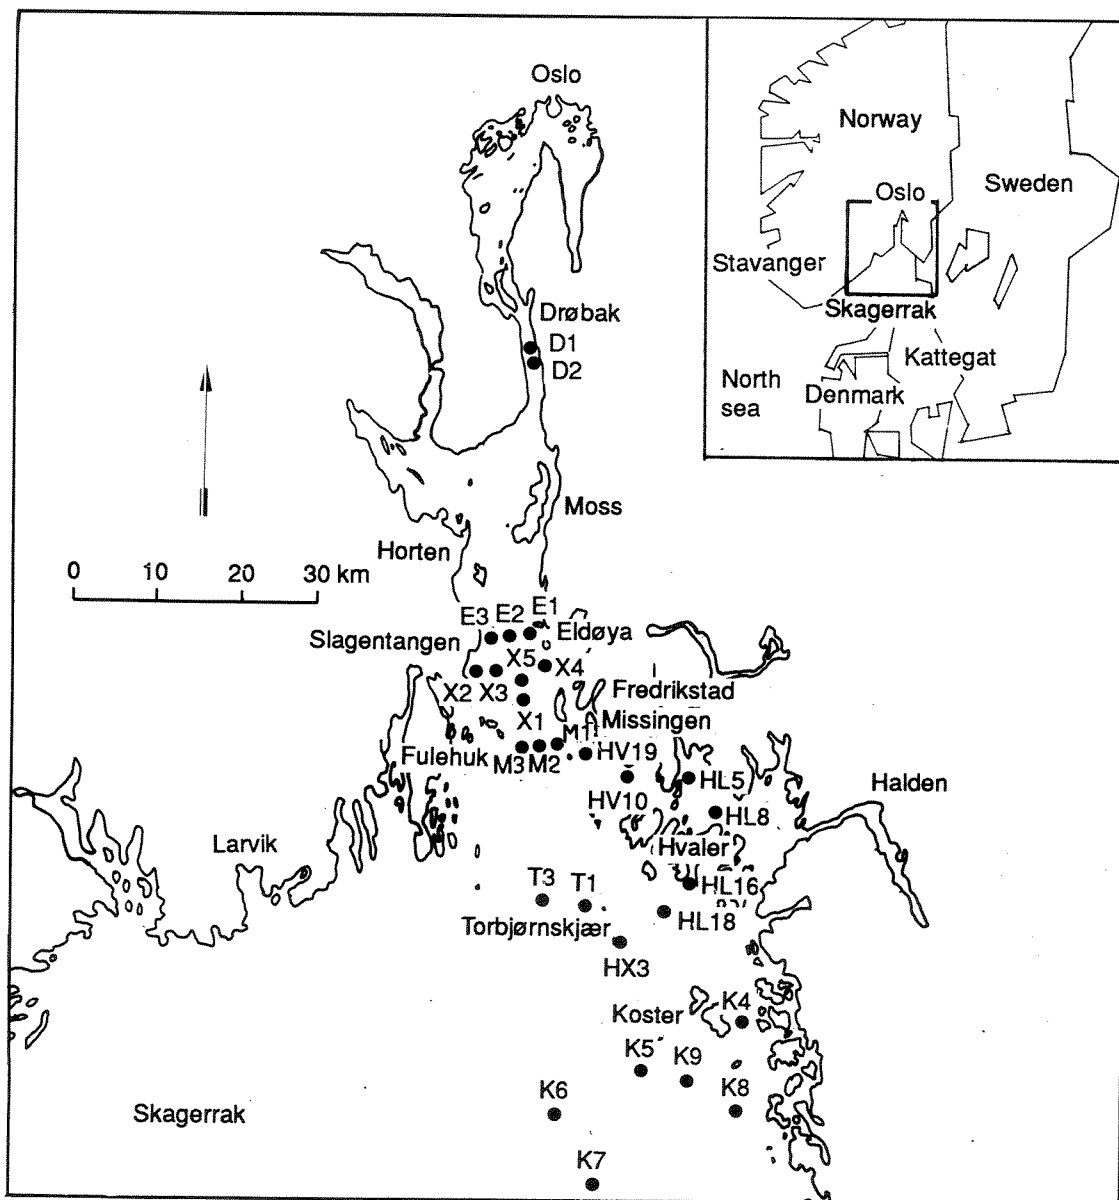 Oslo
Norway
Sweden
Oslo
Stavanger
Skagerrak
Kattegat
North
sea
Denmark
Drøbak
D1
D2
Moss
Horten
0 10 20 30 km
E3 E2 E1
Slagentangen
Eldøya
X5
X4
X2 X3
Fredrikstad
X1
Missingen
M1
Fulehuk
M3 M2
HV19
HL5
Halden
HV10
HL8
Larvik
Hvaler
T3 T1
HL16
Torbjørnskjær
HL18
HX3
K4
Koster
K5 K9
K6
K8
Skagerrak
K7